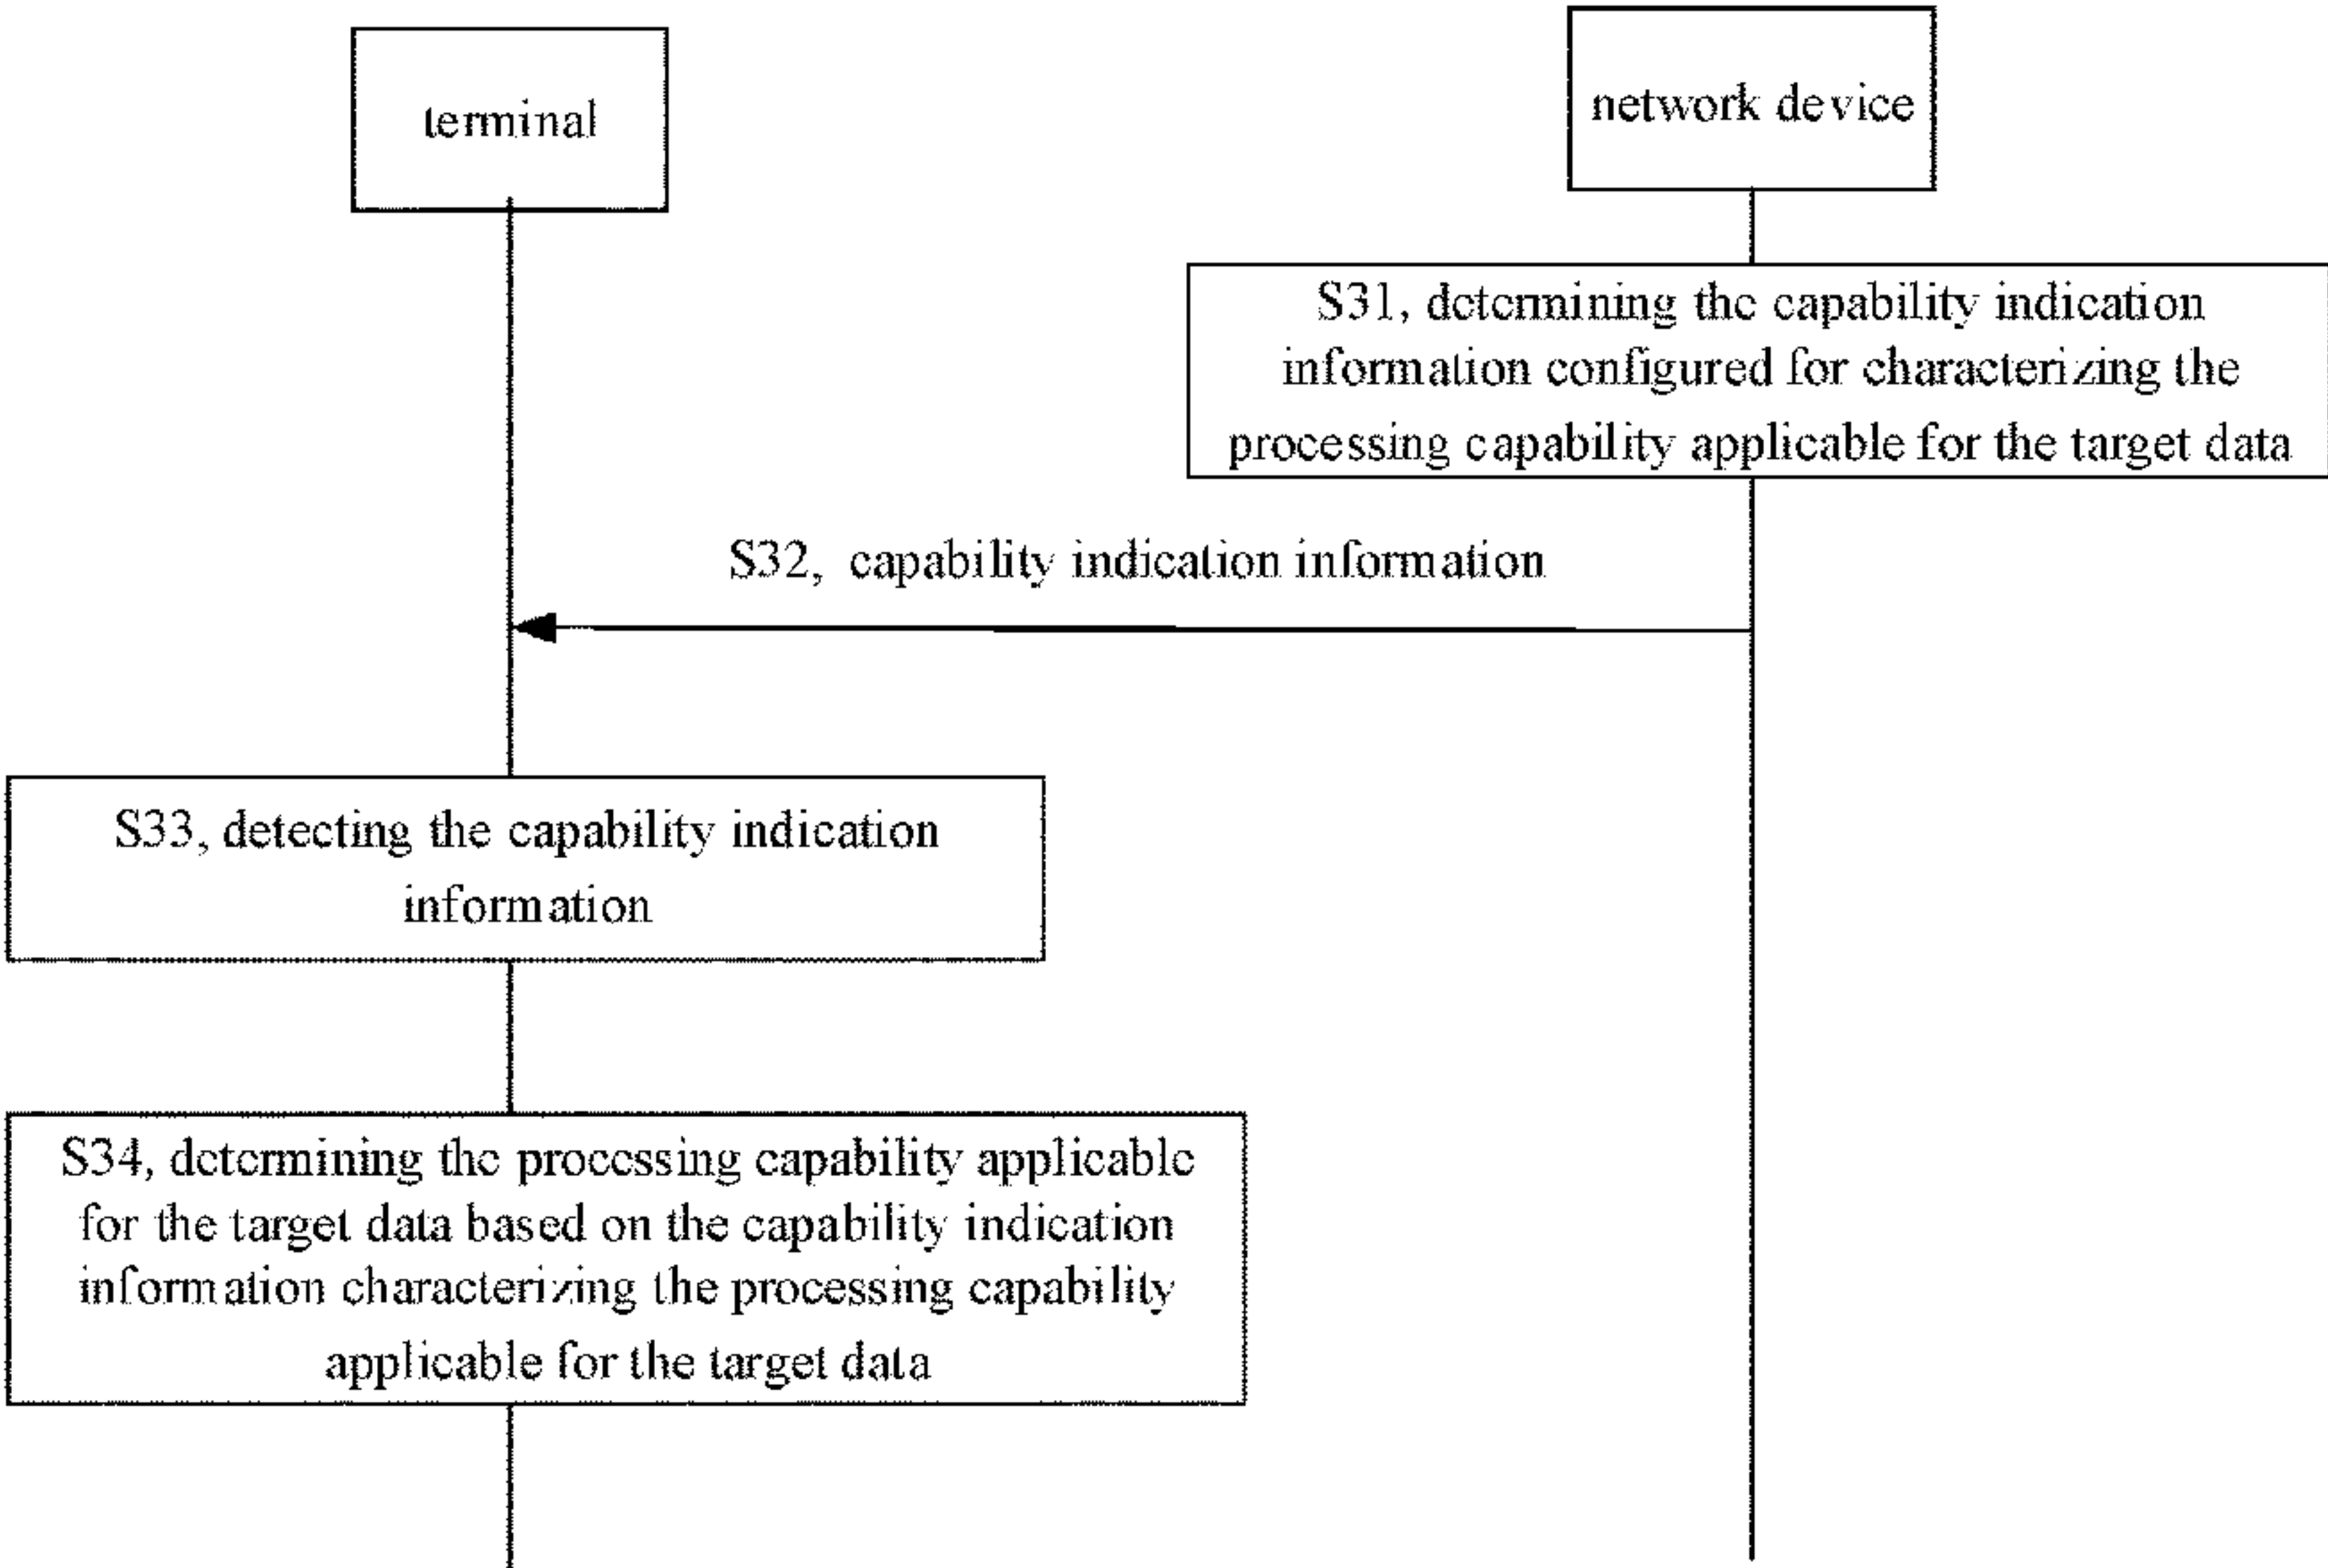 terminal
network device
S31, determining the capability indication
information configured for characterizing the
processing capability applicable for the target data
S32, capability indication information
S33, detecting the capability indication
information
S34, determining the processing capability applicable
for the target data based on the capability indication
information characterizing the processing capability
applicable for the target data